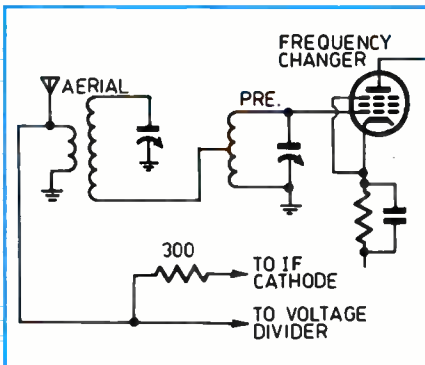 FREQUENCY
CHANGER
AERIAL
PRE.
300
TO IF
CATHODE
TO VOLTAGE
DIVIDER